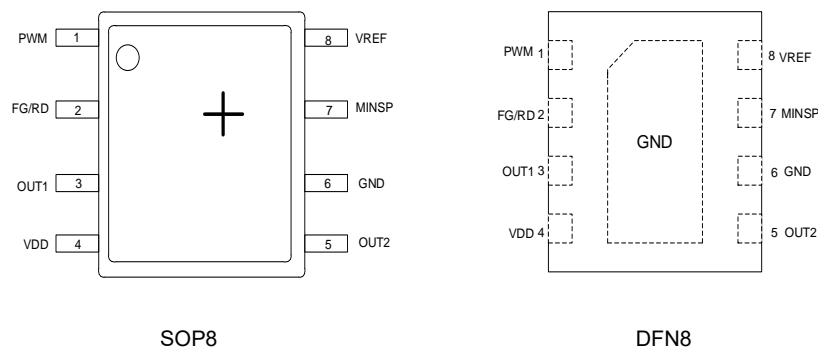 PWM 1
8 VREF
FG/RD 2
7 MINSP
OUT1 3
6 GND
VDD 4
5 OUT2
SOP8
PWM 1
8 VREF
FG/RD 2
7 MINSP
GND
OUT1 3
6 GND
VDD 4
5 OUT2
DFN8